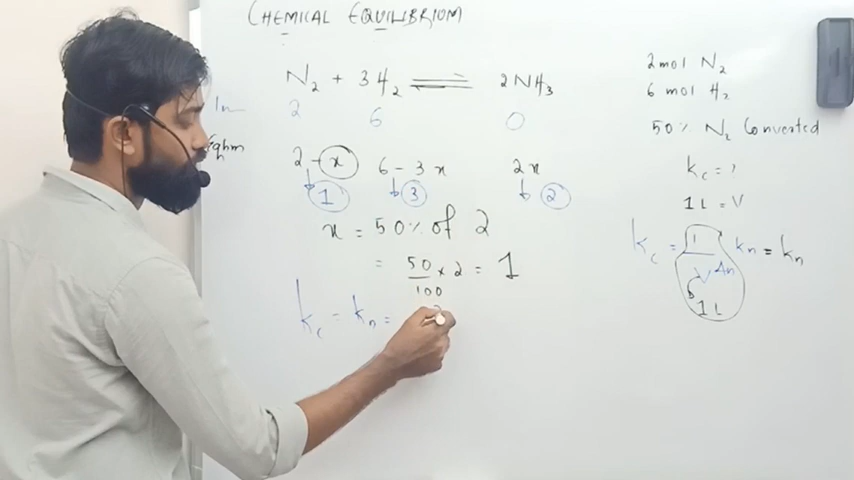 CHEMICAL EQUILIBRIUM
N₂ + 3H₂ ⇌ 2NH₃
In 2 6 0
2 - x 6 - 3x 2x
1 3 2
x = 50% of 2
= 50/100 × 2 = 1
kc = kn =
2 mol N₂
6 mol H₂
50% N₂ Converted
kc = ?
1L = V
kc = 1/V^Δn kn = kn
1L